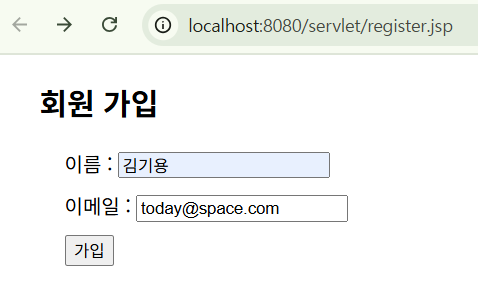 localhost:8080/servlet/register.jsp
회원 가입
이름 : 김기용
이메일 : today@space.com
가입